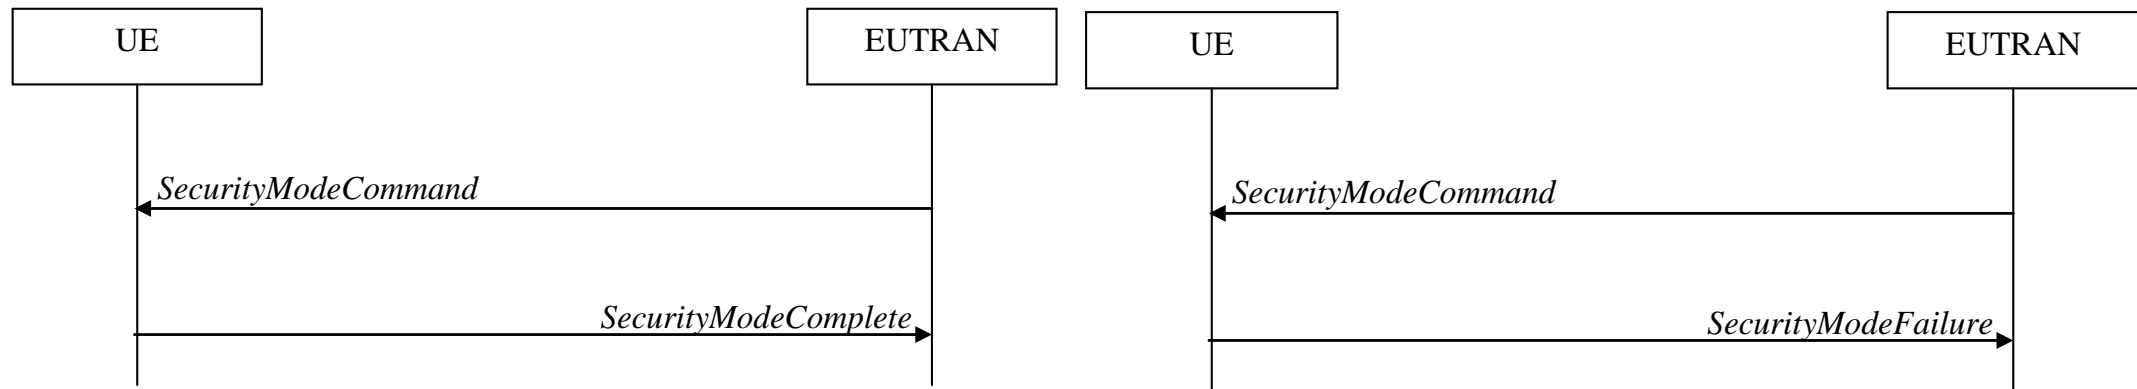 UE
EUTRAN
SecurityModeCommand
SecurityModeComplete
UE
EUTRAN
SecurityModeCommand
SecurityModeFailure